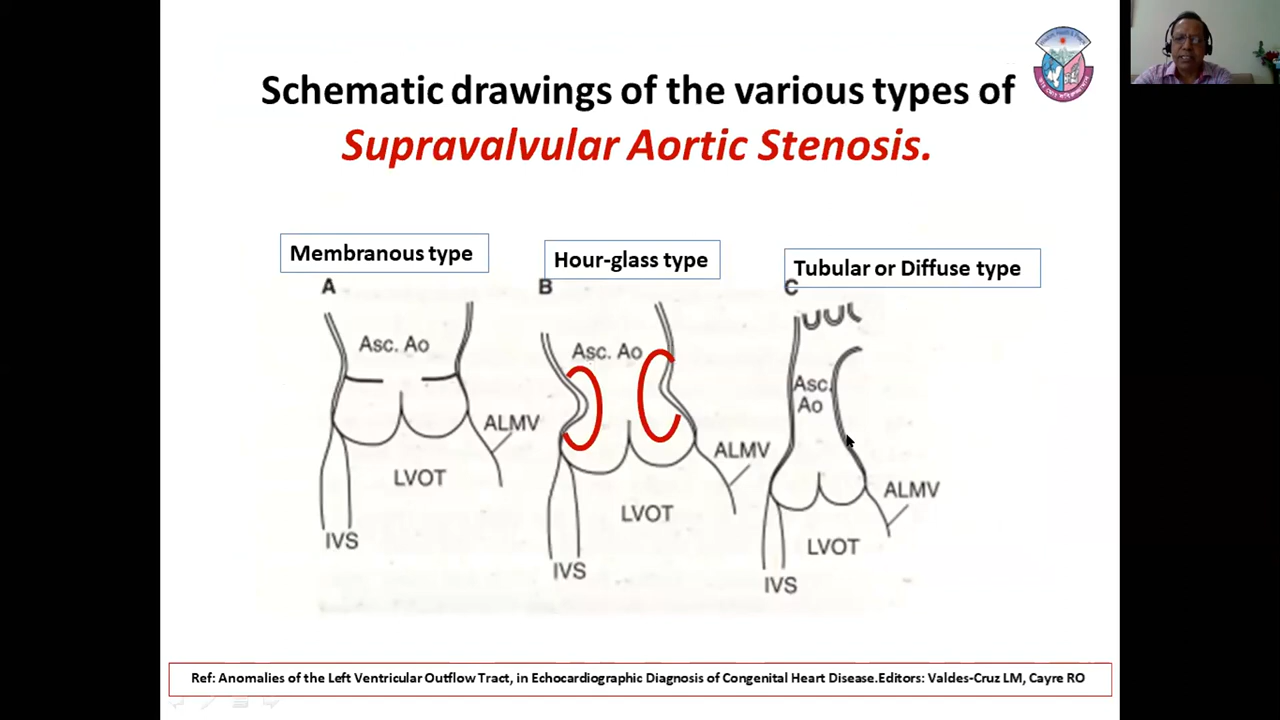 Schematic drawings of the various types of
Supravalvular Aortic Stenosis.
Membranous type
Hour-glass type
Tubular or Diffuse type
A
Asc. Ao
ALMV
LVOT
IVS
B
Asc. Ao
ALMV
LVOT
IVS
C
Asc.
Ao
ALMV
LVOT
IVS
Ref: Anomalies of the Left Ventricular Outflow Tract, in Echocardiographic Diagnosis of Congenital Heart Disease.Editors: Valdes-Cruz LM, Cayre RO